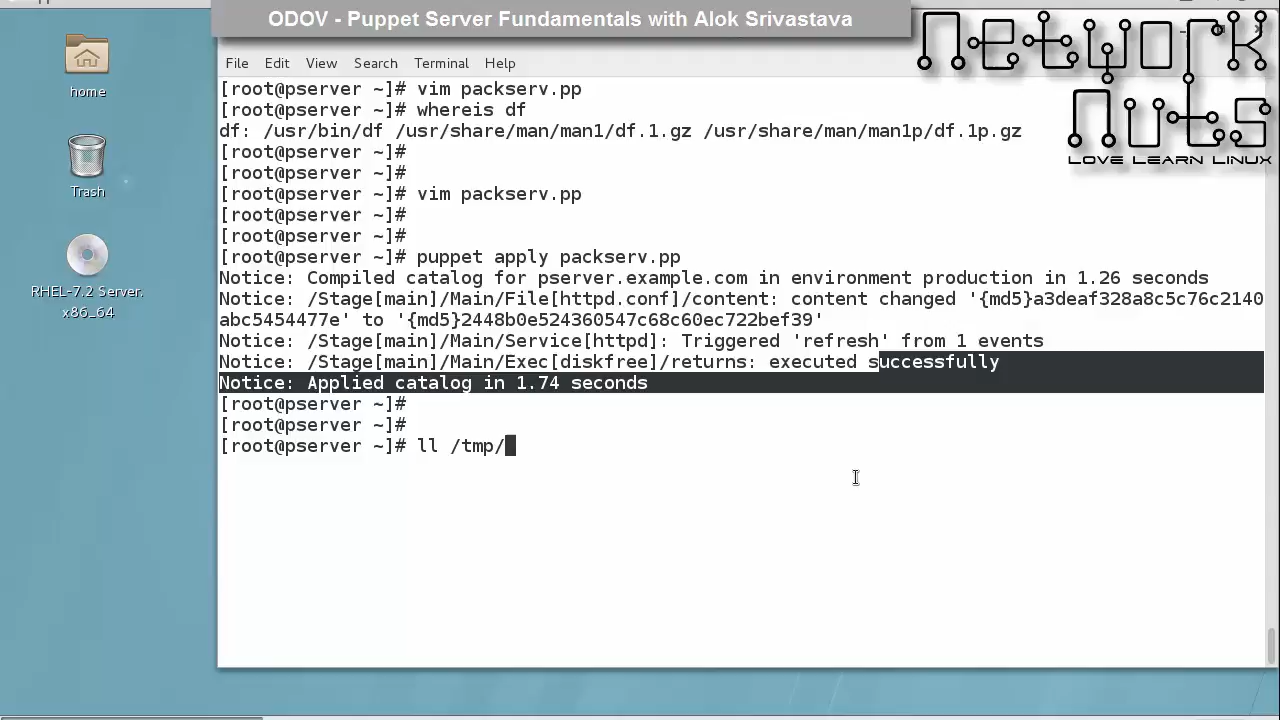 ODOV - Puppet Server Fundamentals with Alok Srivastava
Network
Nuts
LOVE LEARN LINUX
home
Trash
RHEL-7.2 Server.
x86_64
File Edit View Search Terminal Help
[root@pserver ~]# vim packserv.pp
[root@pserver ~]# whereis df
df: /usr/bin/df /usr/share/man/man1/df.1.gz /usr/share/man/man1p/df.1p.gz
[root@pserver ~]#
[root@pserver ~]#
[root@pserver ~]# vim packserv.pp
[root@pserver ~]#
[root@pserver ~]#
[root@pserver ~]# puppet apply packserv.pp
Notice: Compiled catalog for pserver.example.com in environment production in 1.26 seconds
Notice: /Stage[main]/Main/File[httpd.conf]/content: content changed '{md5}a3deaf328a8c5c76c2140
abc5454477e' to '{md5}2448b0e524360547c68c60ec722bef39'
Notice: /Stage[main]/Main/Service[httpd]: Triggered 'refresh' from 1 events
Notice: /Stage[main]/Main/Exec[diskfree]/returns: executed successfully
Notice: Applied catalog in 1.74 seconds
[root@pserver ~]#
[root@pserver ~]#
[root@pserver ~]# ll /tmp/